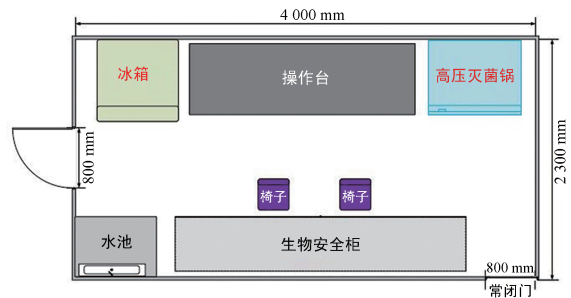 4 000 mm
冰箱
操作台
高压灭菌锅
800 mm
2 300 mm
椅子
椅子
水池
生物安全柜
800 mm
常闭门